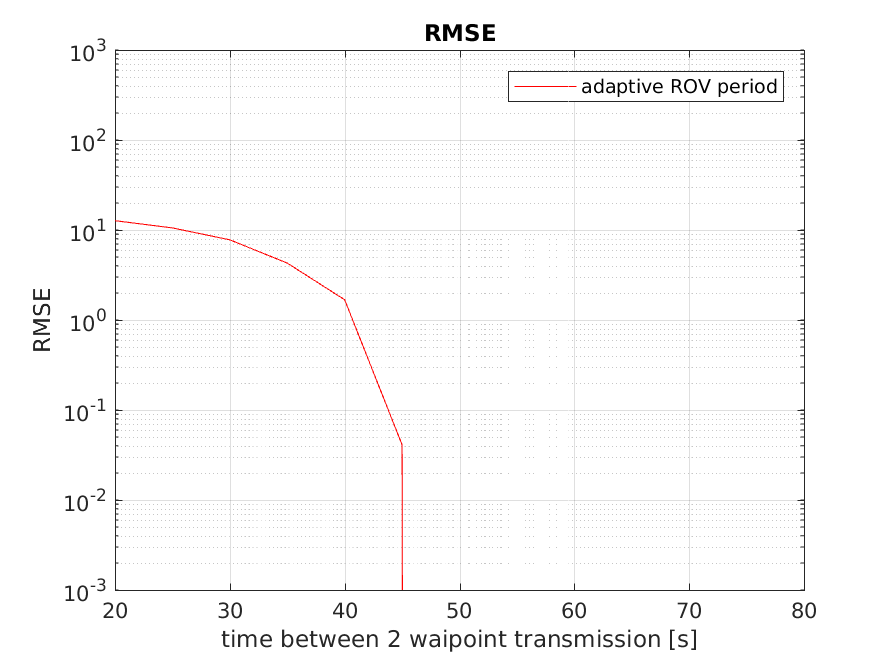 RMSE
adaptive ROV period
10^3
10^2
10^1
10^0
10^-1
10^-2
10^-3
RMSE
20 30 40 50 60 70 80
time between 2 waipoint transmission [s]